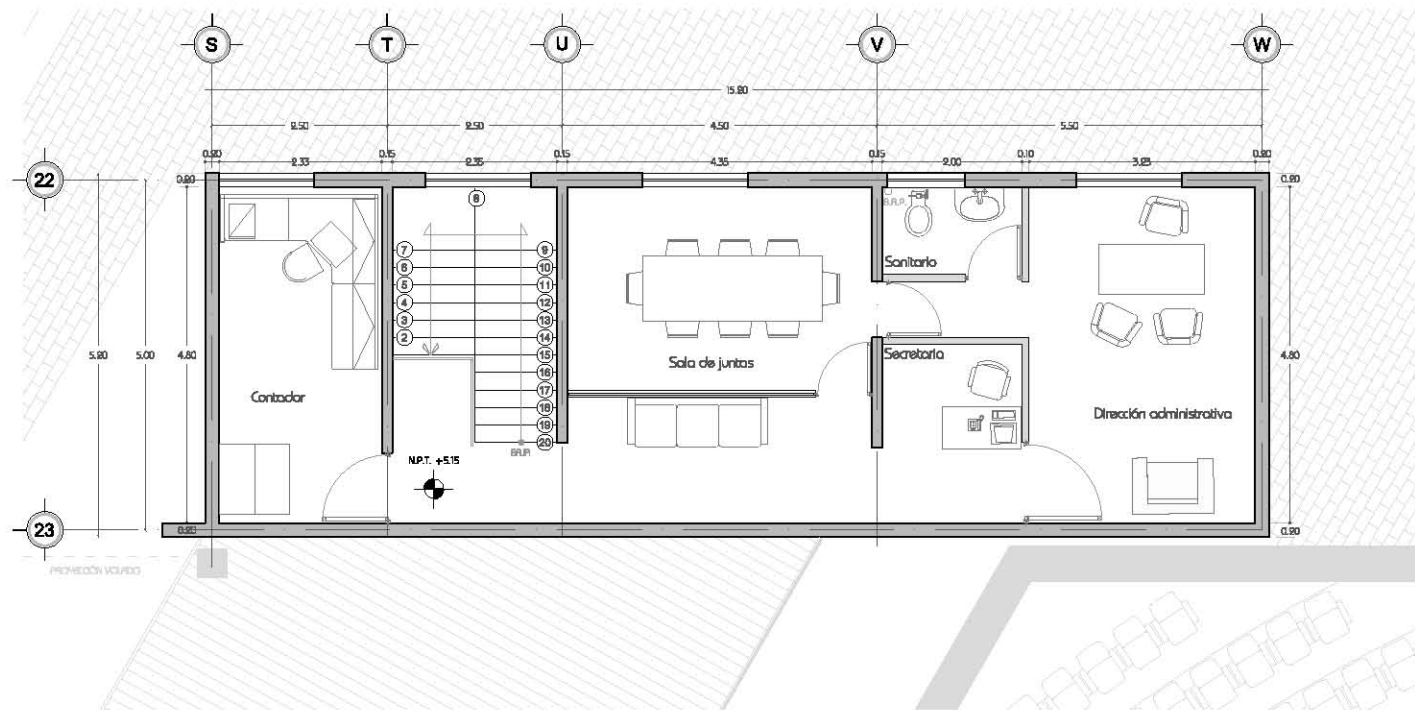 S T U V W
15.20
2.50 2.50 4.50 5.50
0.20 2.33 0.15 2.35 0.15 4.35 0.15 2.00 0.10 3.25 0.20
22 0.20 0.20
8
B.A.P.
7 9
6 10
Sanitario
5 11
4 12
3 13
2 14
5.20 5.00 4.80 15 Secretaria 4.80
16 Sala de juntas
17
Contador 18 Dirección administrativa
19
20
BAJA
N.P.T. +5.15
23 0.20 0.20
PROYECCIÓN VOLADO